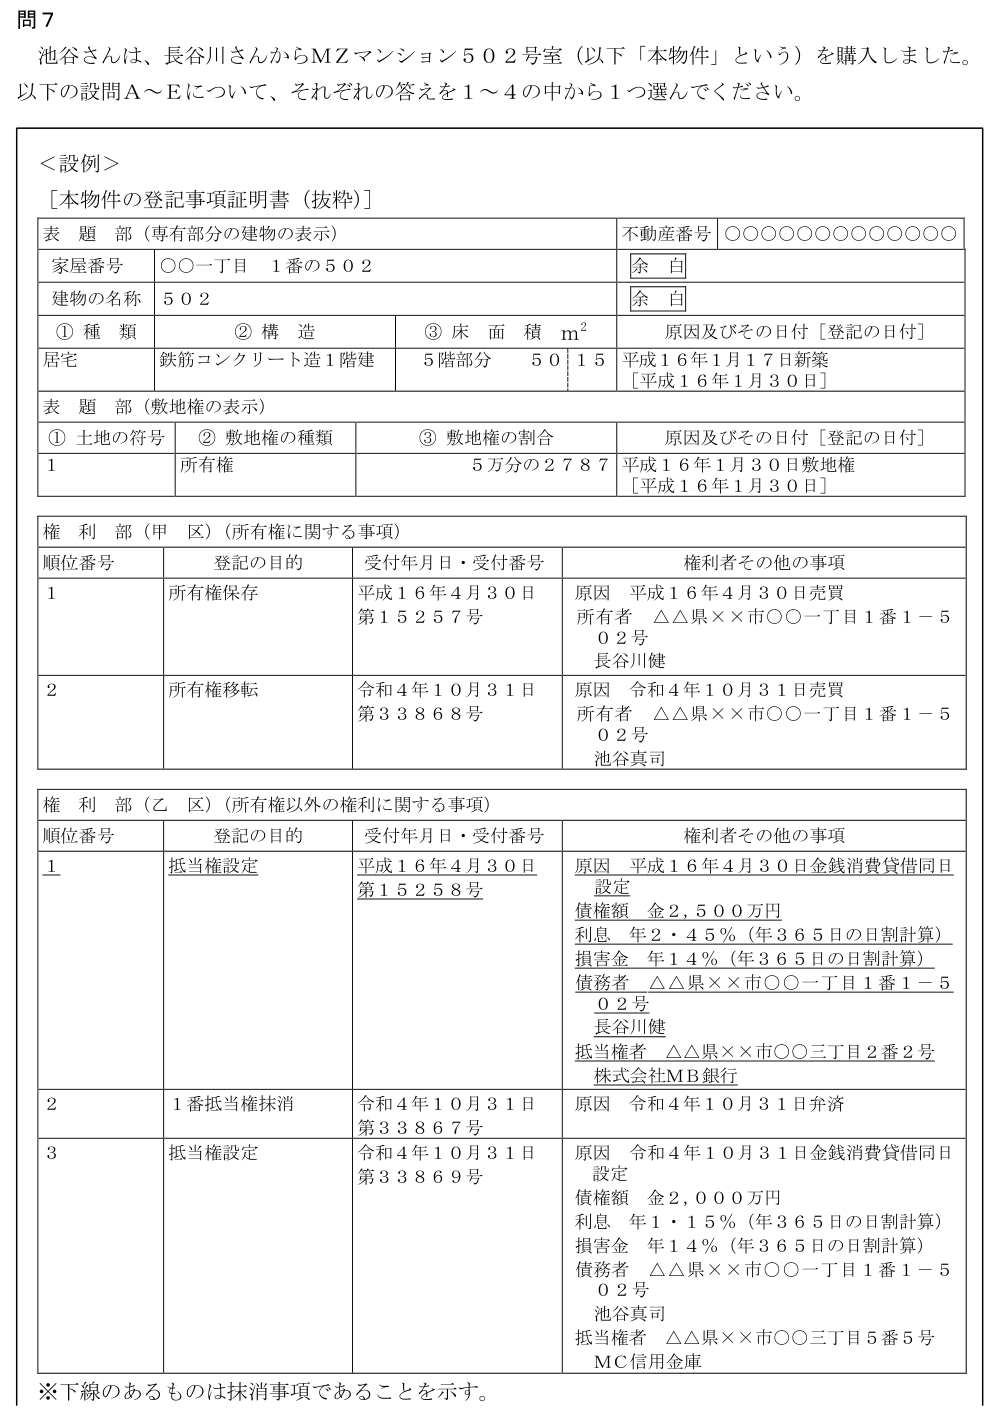 問７
池谷さんは、長谷川さんからＭＺマンション５０２号室（以下「本物件」という）を購入しました。
以下の設問Ａ～Ｅについて、それぞれの答えを１～４の中から１つ選んでください。
＜設例＞
［本物件の登記事項証明書（抜粋）］
表　題　部（専有部分の建物の表示） 不動産番号 ○○○○○○○○○○○○○
家屋番号 ○○一丁目　１番の５０２ 余　白
建物の名称 ５０２ 余　白
① 種　類 ② 構　造 ③ 床　面　積　㎡ 原因及びその日付［登記の日付］
居宅 鉄筋コンクリート造１階建 ５階部分　５０ １５ 平成１６年１月１７日新築
［平成１６年１月３０日］
表　題　部（敷地権の表示）
① 土地の符号 ② 敷地権の種類 ③ 敷地権の割合 原因及びその日付［登記の日付］
１ 所有権 ５万分の２７８７ 平成１６年１月３０日敷地権
［平成１６年１月３０日］
権　利　部（甲　区）（所有権に関する事項）
順位番号 登記の目的 受付年月日・受付番号 権利者その他の事項
１ 所有権保存 平成１６年４月３０日 原因　平成１６年４月３０日売買
第１５２５７号 所有者　△△県××市○○一丁目１番１－５
０２号
長谷川健
２ 所有権移転 令和４年１０月３１日 原因　令和４年１０月３１日売買
第３３８６８号 所有者　△△県××市○○一丁目１番１－５
０２号
池谷真司
権　利　部（乙　区）（所有権以外の権利に関する事項）
順位番号 登記の目的 受付年月日・受付番号 権利者その他の事項
１ 抵当権設定 平成１６年４月３０日 原因　平成１６年４月３０日金銭消費貸借同日
第１５２５８号 設定
債権額　金２,５００万円
利息　年２・４５％（年３６５日の日割計算）
損害金　年１４％（年３６５日の日割計算）
債務者　△△県××市○○一丁目１番１－５
０２号
長谷川健
抵当権者　△△県××市○○三丁目２番２号
株式会社ＭＢ銀行
２ １番抵当権抹消 令和４年１０月３１日 原因　令和４年１０月３１日弁済
第３３８６７号
３ 抵当権設定 令和４年１０月３１日 原因　令和４年１０月３１日金銭消費貸借同日
第３３８６９号 設定
債権額　金２,０００万円
利息　年１・１５％（年３６５日の日割計算）
損害金　年１４％（年３６５日の日割計算）
債務者　△△県××市○○一丁目１番１－５
０２号
池谷真司
抵当権者　△△県××市○○三丁目５番５号
ＭＣ信用金庫
※下線のあるものは抹消事項であることを示す。